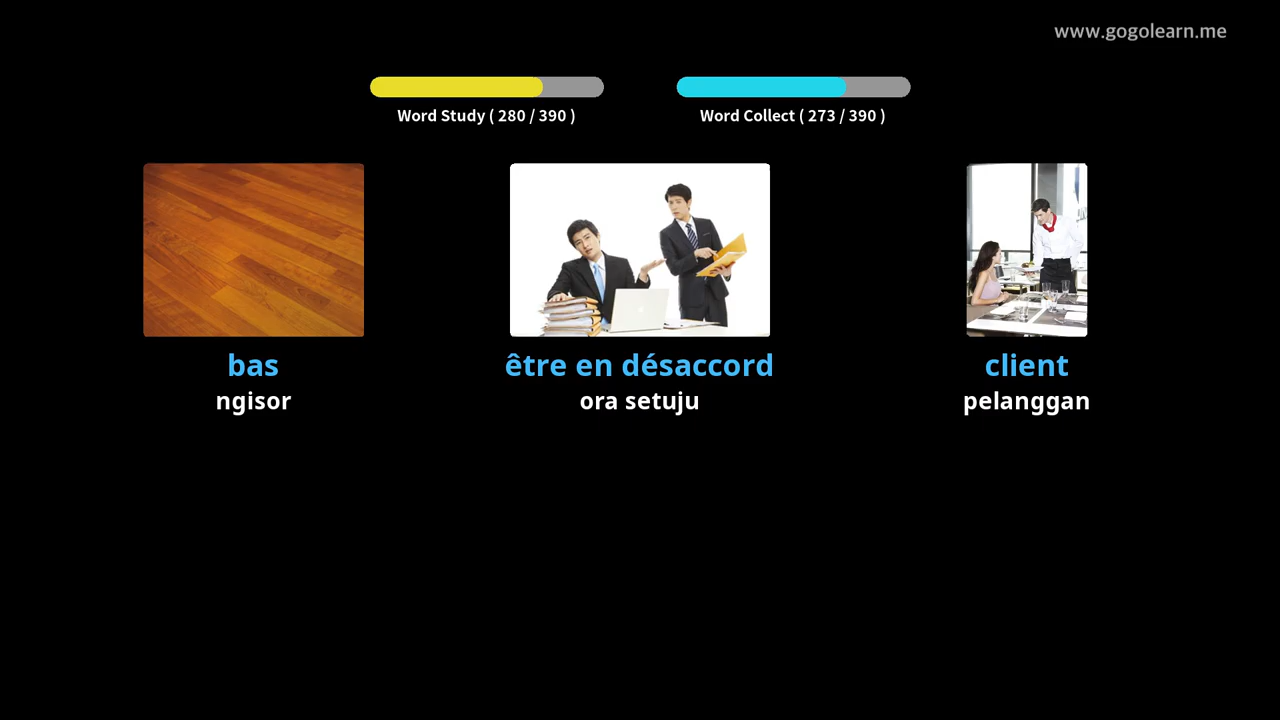 www.gogolearn.me
Word Study ( 280 / 390 )
Word Collect ( 273 / 390 )
bas
ngisor
être en désaccord
ora setuju
client
pelanggan